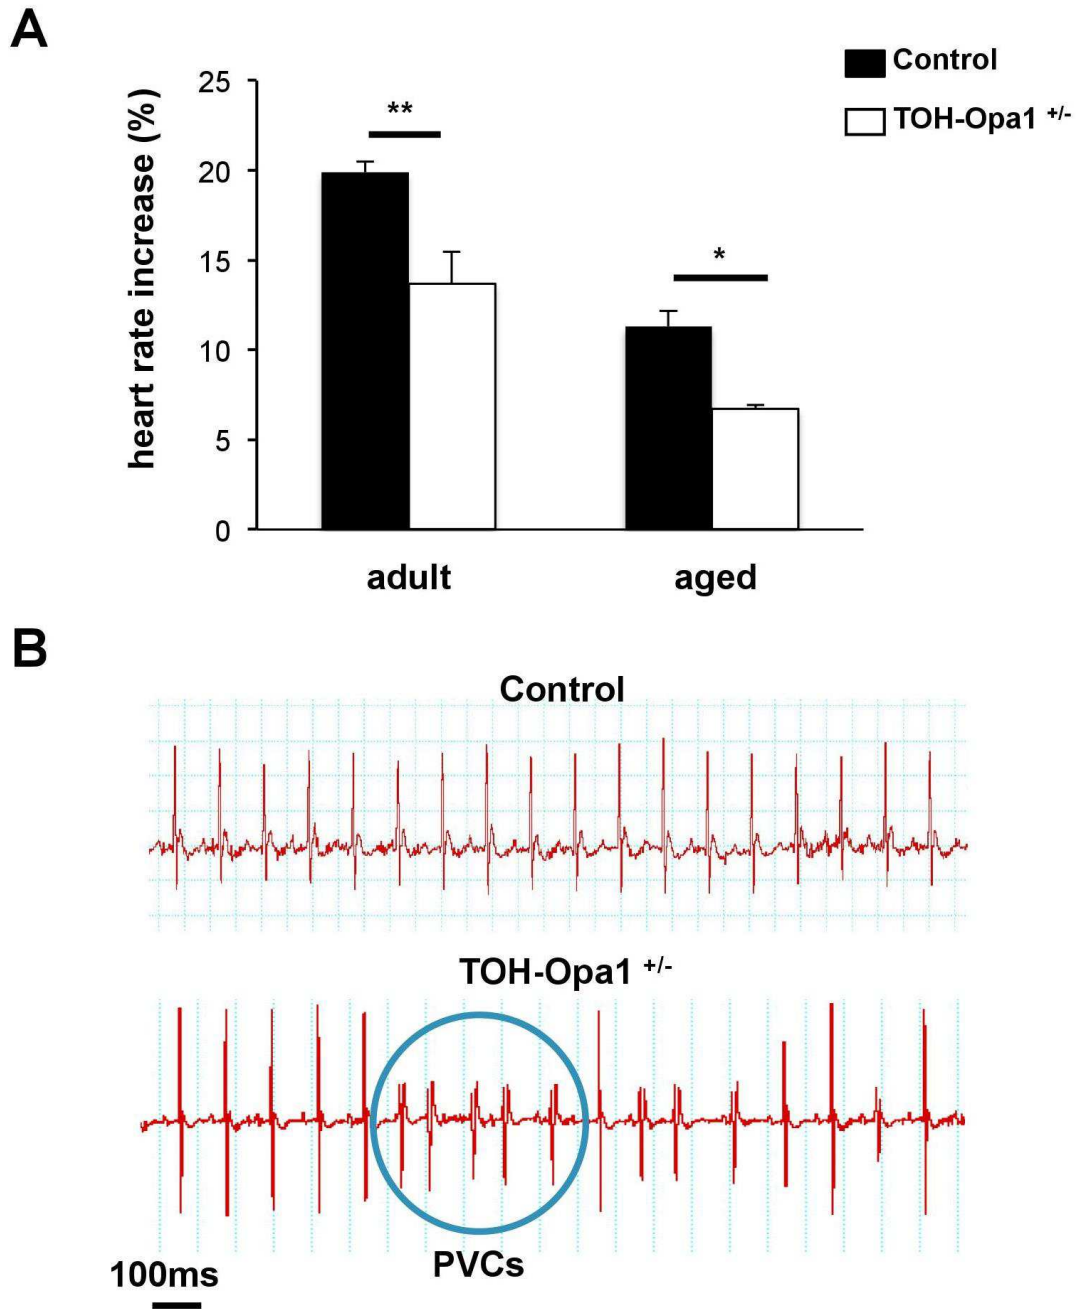 A
Control
TOH-Opa1 +/-
heart rate increase (%)
25
20
15
10
5
0
**
*
adult
aged
B
Control
TOH-Opa1 +/-
PVCs
100ms